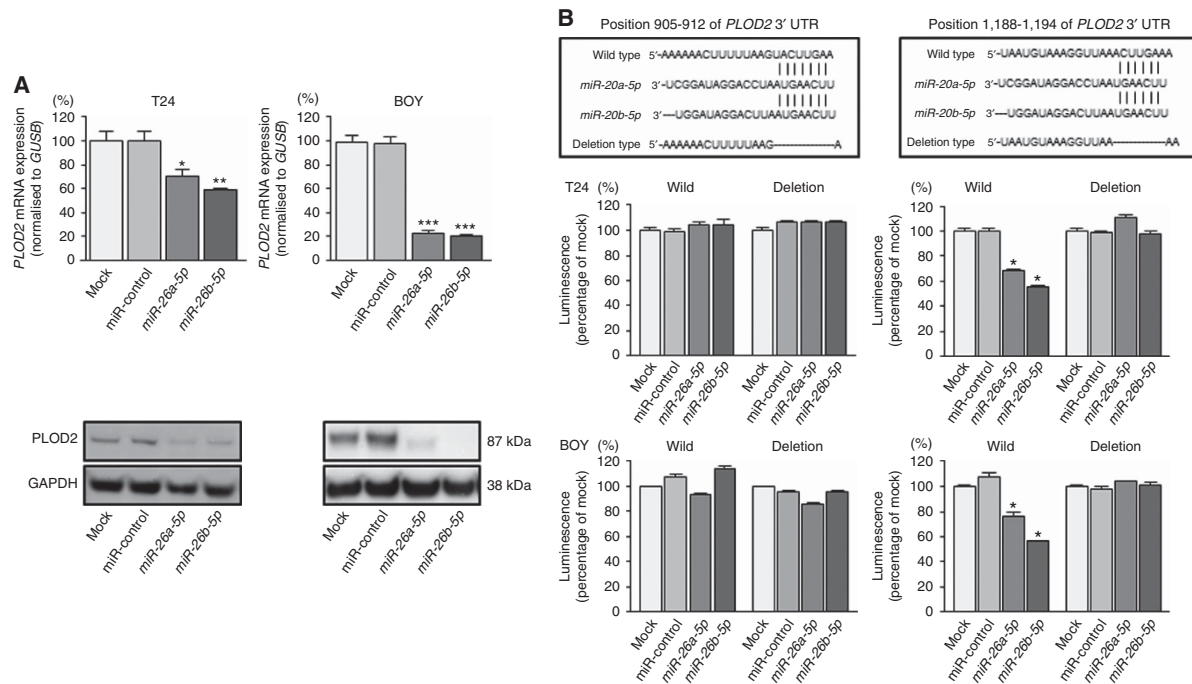 A
(%)
T24
PLOD2 mRNA expression
(normalised to GUSB)
120
100
80
60
40
20
0
*
**
Mock
miR-control
miR-26a-5p
miR-26b-5p
(%)
BOY
PLOD2 mRNA expression
(normalised to GUSB)
120
100
80
60
40
20
0
***
***
Mock
miR-control
miR-26a-5p
miR-26b-5p
PLOD2
87 kDa
GAPDH
38 kDa
Mock
miR-control
miR-26a-5p
miR-26b-5p
Mock
miR-control
miR-26a-5p
miR-26b-5p
B
Position 905-912 of PLOD2 3′ UTR
Wild type 5′-AAAAAACUUUUUAAGUACUUGAA
miR-20a-5p 3′-UCGGAUAGGACCUAAUGAACUU
miR-20b-5p 3′-UGGAUAGGACUUAAUGAACUU
Deletion type 5′-AAAAAACUUUUUAAG-------------A
Position 1,188-1,194 of PLOD2 3′ UTR
Wild type 5′-UAAUGUAAAGGUUAAACUUGAAA
miR-20a-5p 3′-UCGGAUAGGACCUAAUGAACUU
miR-20b-5p 3′-UGGAUAGGACUUAAUGAACUU
Deletion type 5′-UAAUGUAAAGGUUAA-------------AA
T24
(%)
Wild
Deletion
Luminescence
(percentage of mock)
120
100
80
60
40
20
0
Mock
miR-control
miR-26a-5p
miR-26b-5p
Mock
miR-control
miR-26a-5p
miR-26b-5p
(%)
Wild
Deletion
Luminescence
(percentage of mock)
120
100
80
60
40
20
0
*
*
Mock
miR-control
miR-26a-5p
miR-26b-5p
Mock
miR-control
miR-26a-5p
miR-26b-5p
BOY
(%)
Wild
Deletion
Luminescence
(percentage of mock)
120
100
80
60
40
20
0
Mock
miR-control
miR-26a-5p
miR-26b-5p
Mock
miR-control
miR-26a-5p
miR-26b-5p
(%)
Wild
Deletion
Luminescence
(percentage of mock)
120
100
80
60
40
20
0
*
*
Mock
miR-control
miR-26a-5p
miR-26b-5p
Mock
miR-control
miR-26a-5p
miR-26b-5p